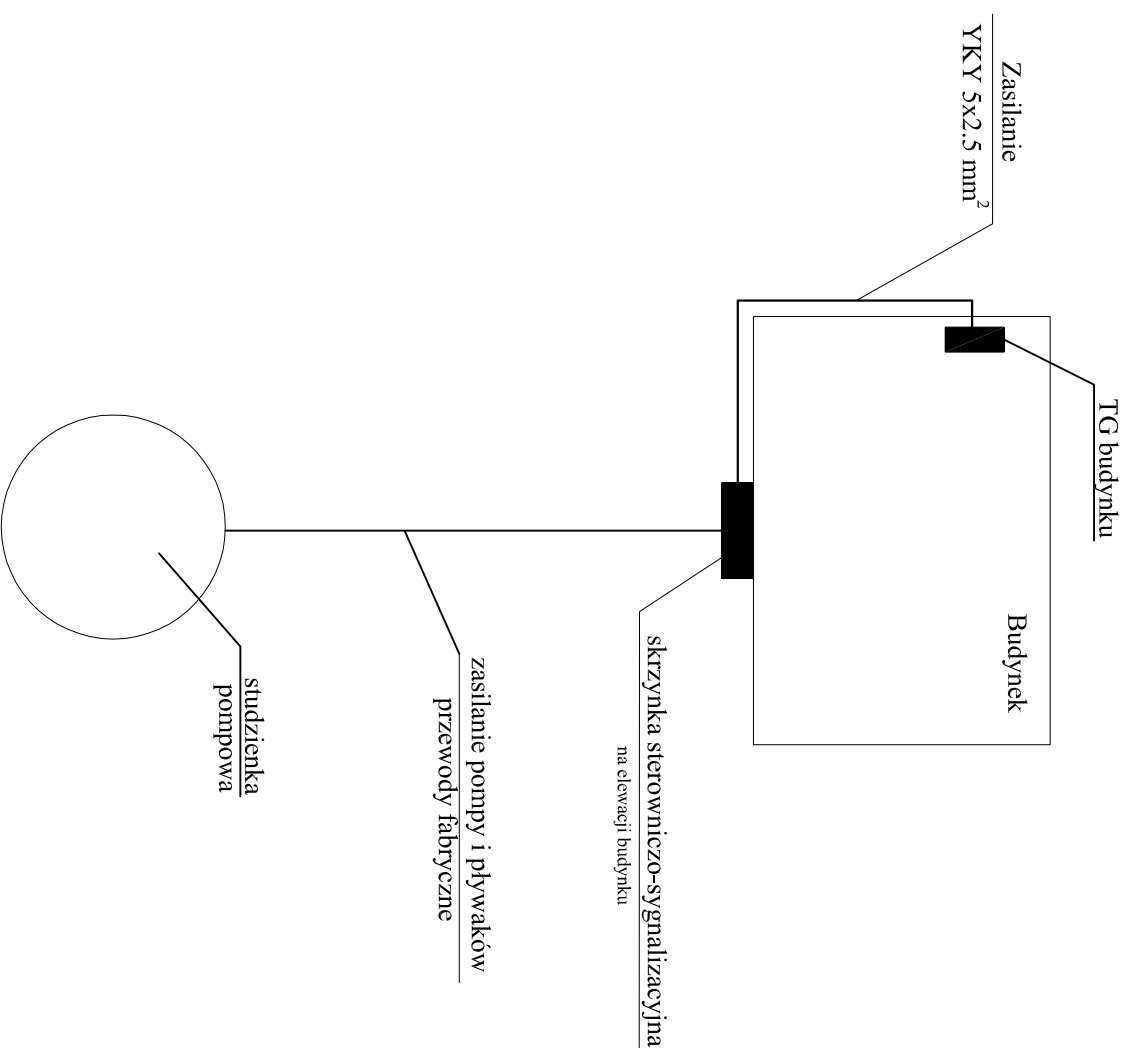 TG budynku
Budynek
Zasilanie
YKY 5x2.5 mm²
skrzynka sterowniczo-sygnalizacyjna
na elewacji budynku
zasilanie pompy i pływaków
przewody fabryczne
studzienka
pompowa